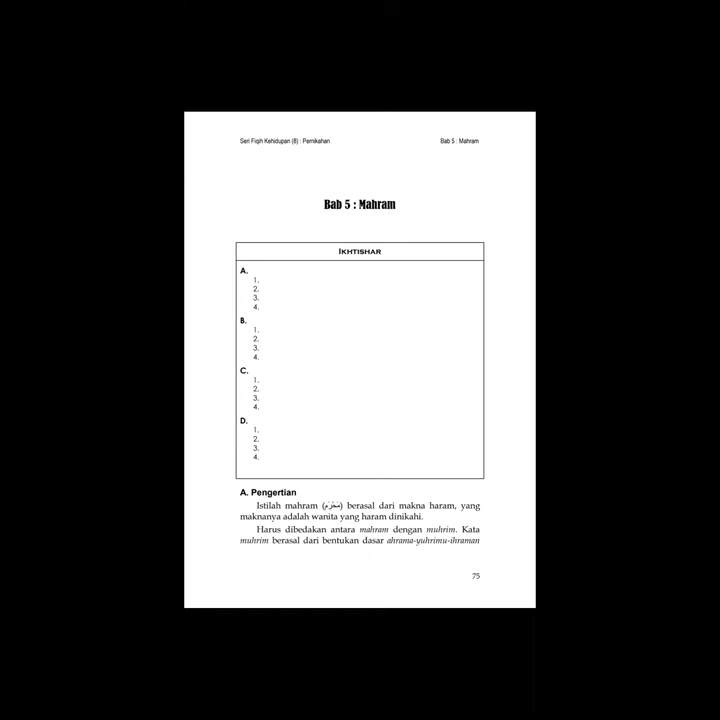 Seri Fiqih Kehidupan (8) : Pernikahan Bab 5 : Mahram
Bab 5 : Mahram
IKHTISHAR
A.
1.
2.
3.
4.
B.
1.
2.
3.
4.
C.
1.
2.
3.
4.
D.
1.
2.
3.
4.
A. Pengertian
Istilah mahram (مَحْرَم) berasal dari makna haram, yang
maknanya adalah wanita yang haram dinikahi.
Harus dibedakan antara mahram dengan muhrim. Kata
muhrim berasal dari bentukan dasar ahrama-yuhrimu-ihraman
75